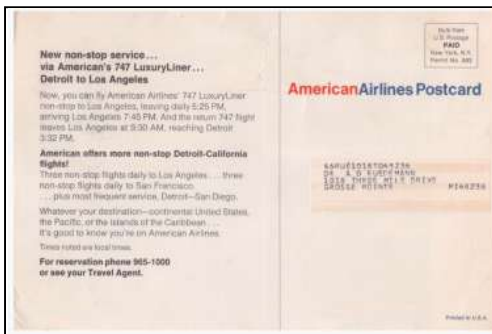 New non-stop service...
via American's 747 LuxuryLiner...
Detroit to Los Angeles
Now, you can fly American Airlines' 747 LuxuryLiner
non-stop to Los Angeles, leaving daily 5:25 PM,
arriving Los Angeles 7:45 PM. And the return 747 flight
leaves Los Angeles at 9:30 AM, reaching Detroit
3:32 PM.
American offers more non-stop Detroit-California
flights!
Three non-stop flights daily to Los Angeles... three
non-stop flights daily to San Francisco
... plus most frequent service, Detroit—San Diego.
Whatever your destination—continental United States,
the Pacific, or the islands of the Caribbean...
it's good to know you're on American Airlines.
Times noted are local times.
For reservation phone 965-1000
or see your Travel Agent.
Bulk Rate
U.S. Postage
PAID
New York, N.Y.
Permit No.
AmericanAirlines Postcard
DR A D
THREE MILE DRIVE
GROSSE POINTE
Printed in U.S.A.